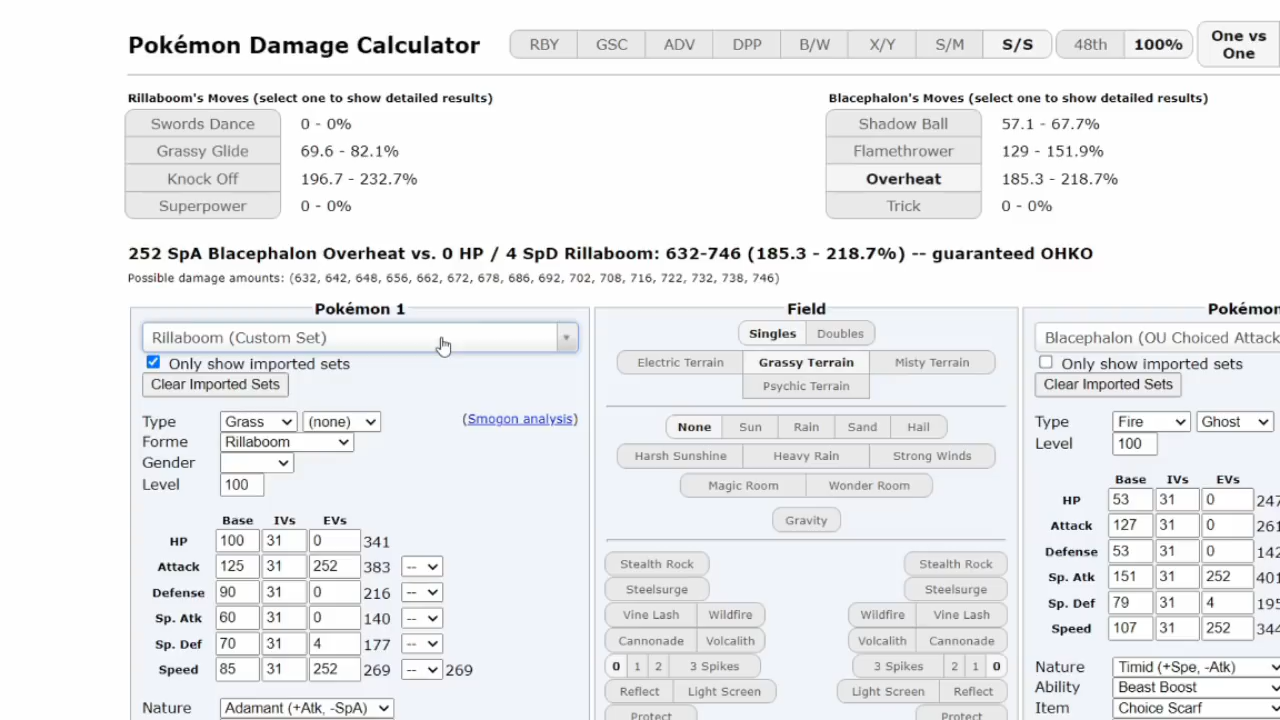 Pokémon Damage Calculator
RBY GSC ADV DPP B/W X/Y S/M S/S 48th 100% One vs One
Rillaboom's Moves (select one to show detailed results)
Swords Dance 0 - 0%
Grassy Glide 69.6 - 82.1%
Knock Off 196.7 - 232.7%
Superpower 0 - 0%
Blacephalon's Moves (select one to show detailed results)
Shadow Ball 57.1 - 67.7%
Flamethrower 129 - 151.9%
Overheat 185.3 - 218.7%
Trick 0 - 0%
252 SpA Blacephalon Overheat vs. 0 HP / 4 SpD Rillaboom: 632-746 (185.3 - 218.7%) -- guaranteed OHKO
Possible damage amounts: (632, 642, 648, 656, 662, 672, 678, 686, 692, 702, 708, 716, 722, 732, 738, 746)
Pokémon 1
Rillaboom (Custom Set)
Only show imported sets
Clear Imported Sets
Type Grass (none) (Smogon analysis)
Forme Rillaboom
Gender
Level 100
Base IVs EVs
HP 100 31 0 341
Attack 125 31 252 383 --
Defense 90 31 0 216 --
Sp. Atk 60 31 0 140 --
Sp. Def 70 31 4 177 --
Speed 85 31 252 269 -- 269
Nature Adamant (+Atk, -SpA)
Field
Singles Doubles
Electric Terrain Grassy Terrain Misty Terrain
Psychic Terrain
None Sun Rain Sand Hail
Harsh Sunshine Heavy Rain Strong Winds
Magic Room Wonder Room
Gravity
Stealth Rock Stealth Rock
Steelsurge Steelsurge
Vine Lash Wildfire Wildfire Vine Lash
Cannonade Volcalith Volcalith Cannonade
0 1 2 3 Spikes 3 Spikes 2 1 0
Reflect Light Screen Light Screen Reflect
Protect Protect
Pokémon
Blacephalon (OU Choiced Attack
Only show imported sets
Clear Imported Sets
Type Fire Ghost
Level 100
Base IVs EVs
HP 53 31 0 247
Attack 127 31 0 261
Defense 53 31 0 142
Sp. Atk 151 31 252 401
Sp. Def 79 31 4 195
Speed 107 31 252 344
Nature Timid (+Spe, -Atk)
Ability Beast Boost
Item Choice Scarf